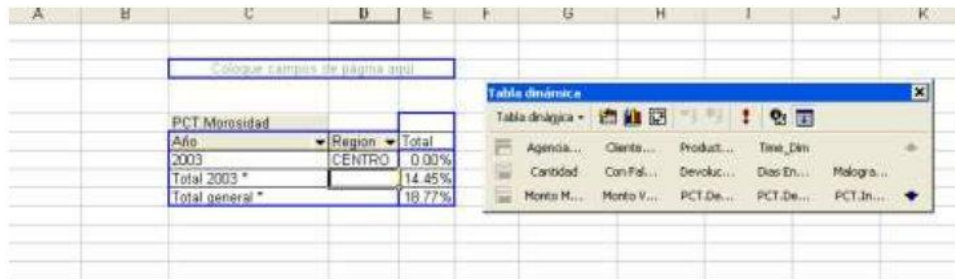 A B C D E F G H I J K
Coloque campos de página aquí
PCT Morosidad
Año Region Total
2003 CENTRO 0.00%
Total 2003 * 14.45%
Total general * 18.77%
Tabla dinámica
Tabla dinámica
Agencia... Cliente... Product... Time_Dim
Cantidad Con Fal... Devoluc... Dias En... Malogra...
Monto M... Monto V... PCT.De... PCT.De... PCT.In...